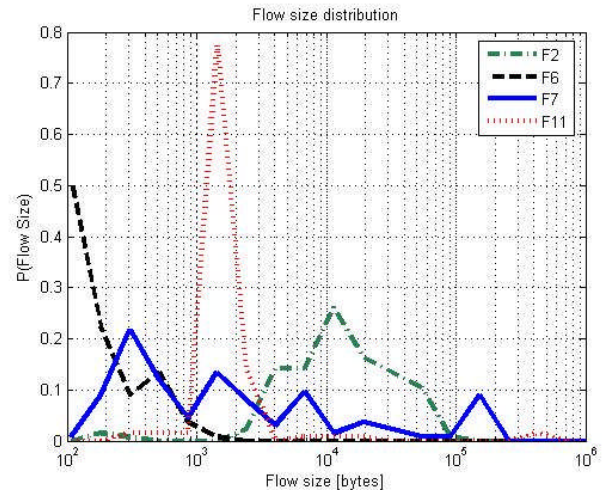 Flow size distribution
0.8
0.7
0.6
0.5
0.4
0.3
0.2
0.1
0
P(Flow Size)
F2
F6
F7
F11
10^2 10^3 10^4 10^5 10^6
Flow size [bytes]